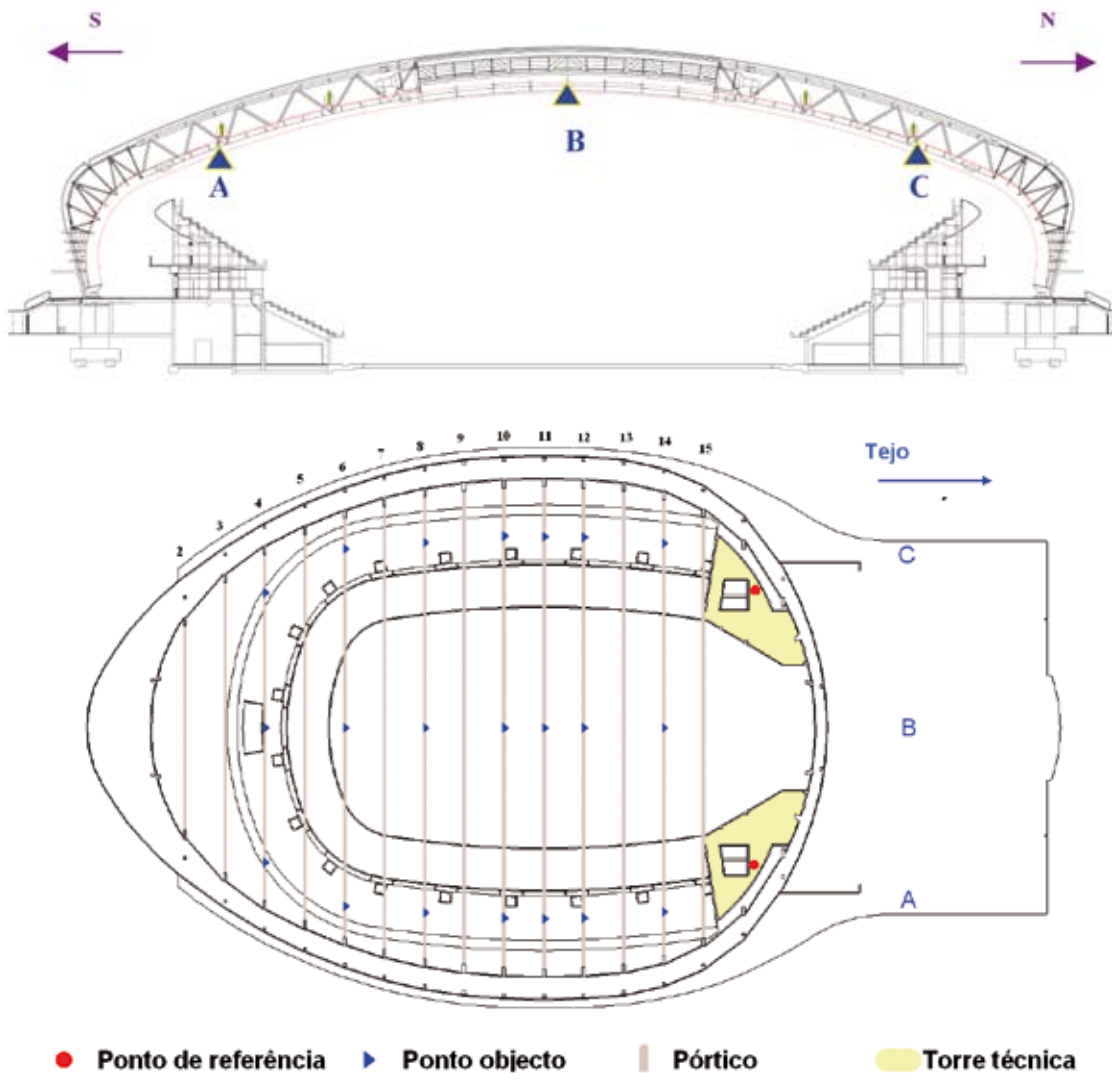 S N
A B C
2 3 4 5 6 7 8 9 10 11 12 13 14 15
Tejo
C
B
A
Ponto de referência Ponto objecto Pórtico Torre técnica